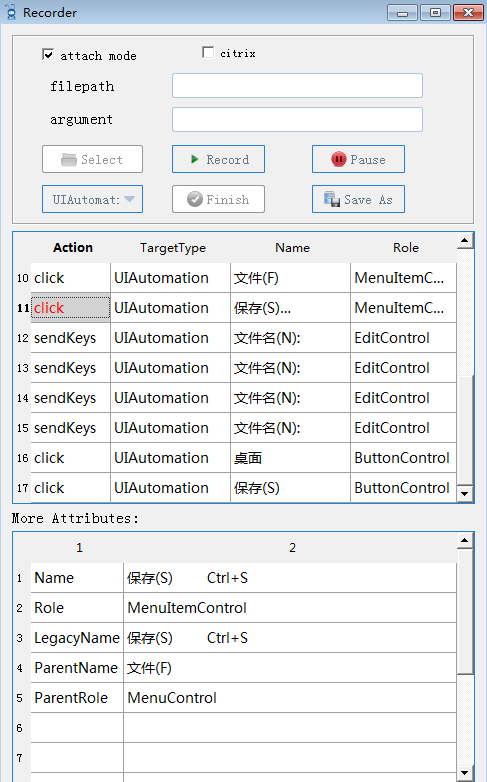 Recorder
attach mode citrix
filepath
argument
Select Record Pause
UIAutomat: Finish Save As
Action TargetType Name Role
10 click UIAutomation 文件(F) MenuItemC...
11 click UIAutomation 保存(S)... MenuItemC...
12 sendKeys UIAutomation 文件名(N): EditControl
13 sendKeys UIAutomation 文件名(N): EditControl
14 sendKeys UIAutomation 文件名(N): EditControl
15 sendKeys UIAutomation 文件名(N): EditControl
16 click UIAutomation 桌面 ButtonControl
17 click UIAutomation 保存(S) ButtonControl
More Attributes:
1 2
1 Name 保存(S) Ctrl+S
2 Role MenuItemControl
3 LegacyName 保存(S) Ctrl+S
4 ParentName 文件(F)
5 ParentRole MenuControl
6
7